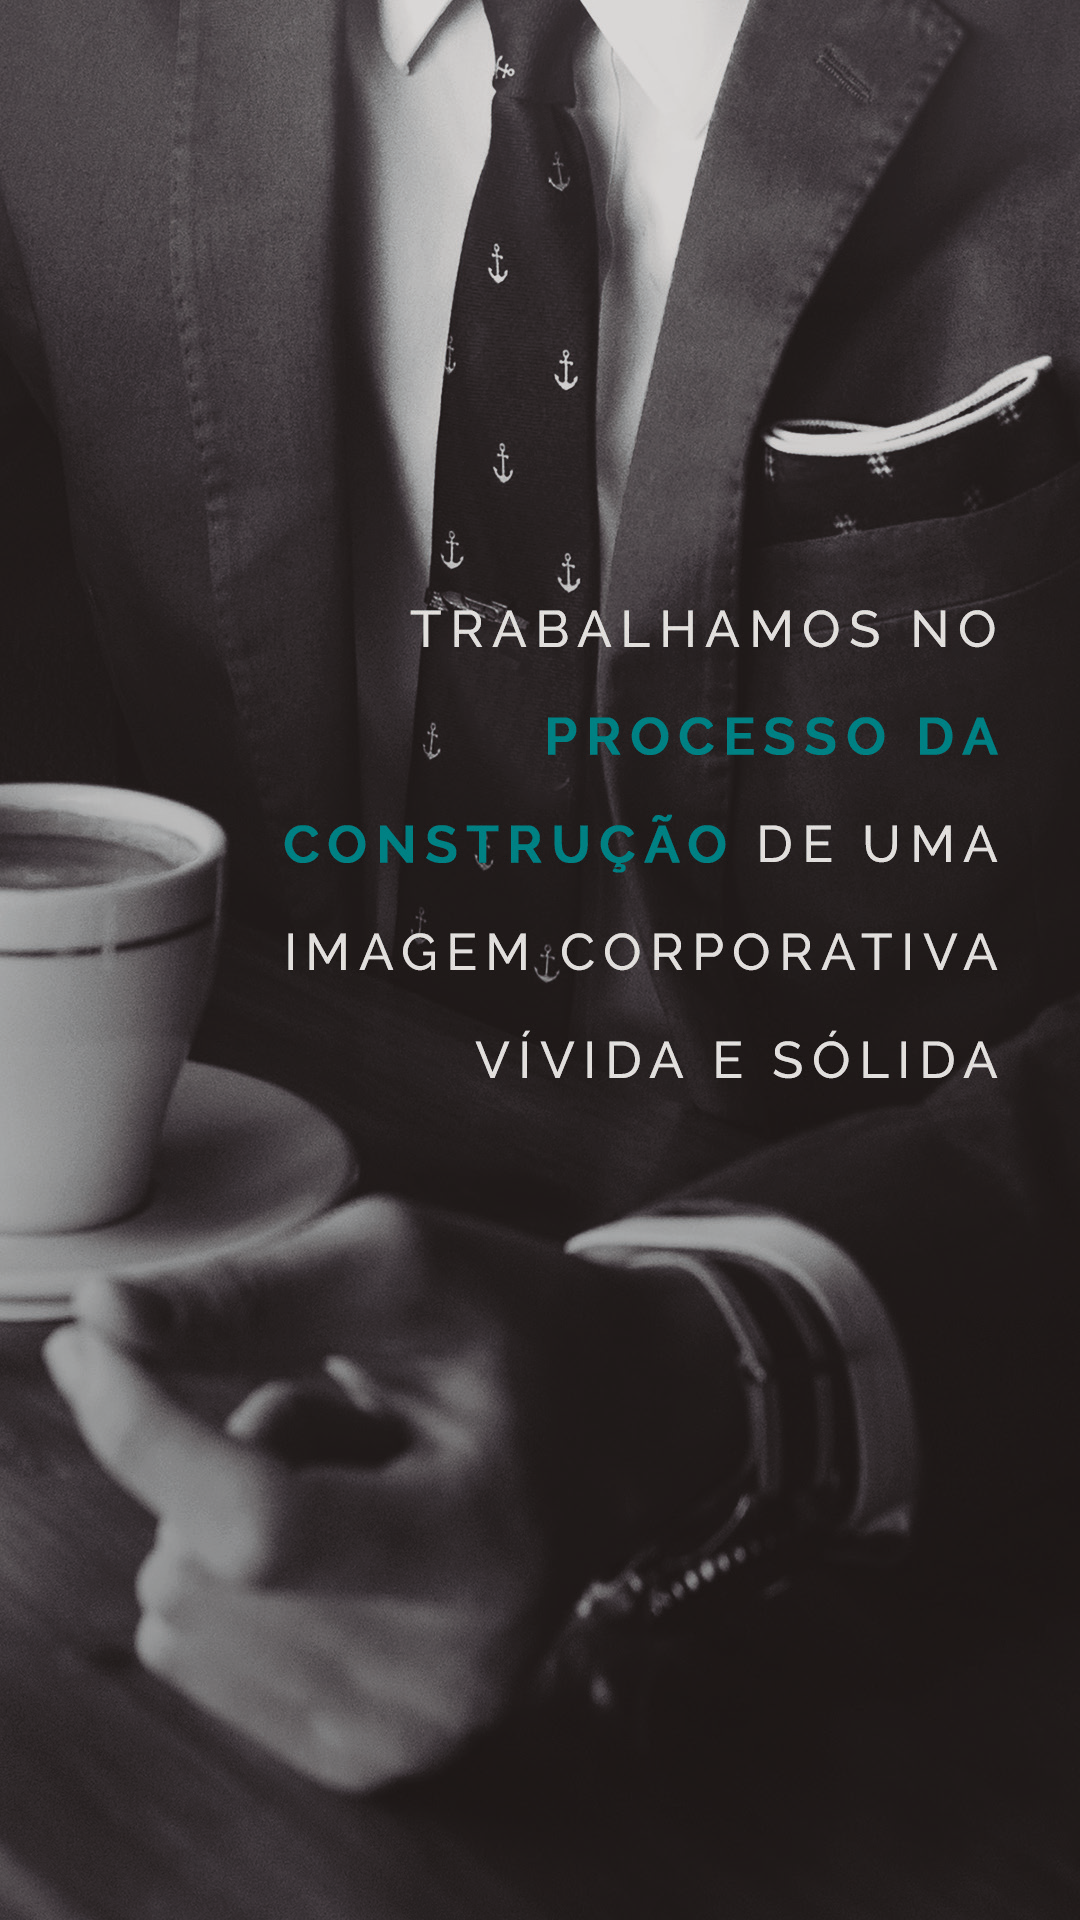 TRABALHAMOS NO
PROCESSO DA
CONSTRUÇÃO DE UMA
IMAGEM CORPORATIVA
VÍVIDA E SÓLIDA